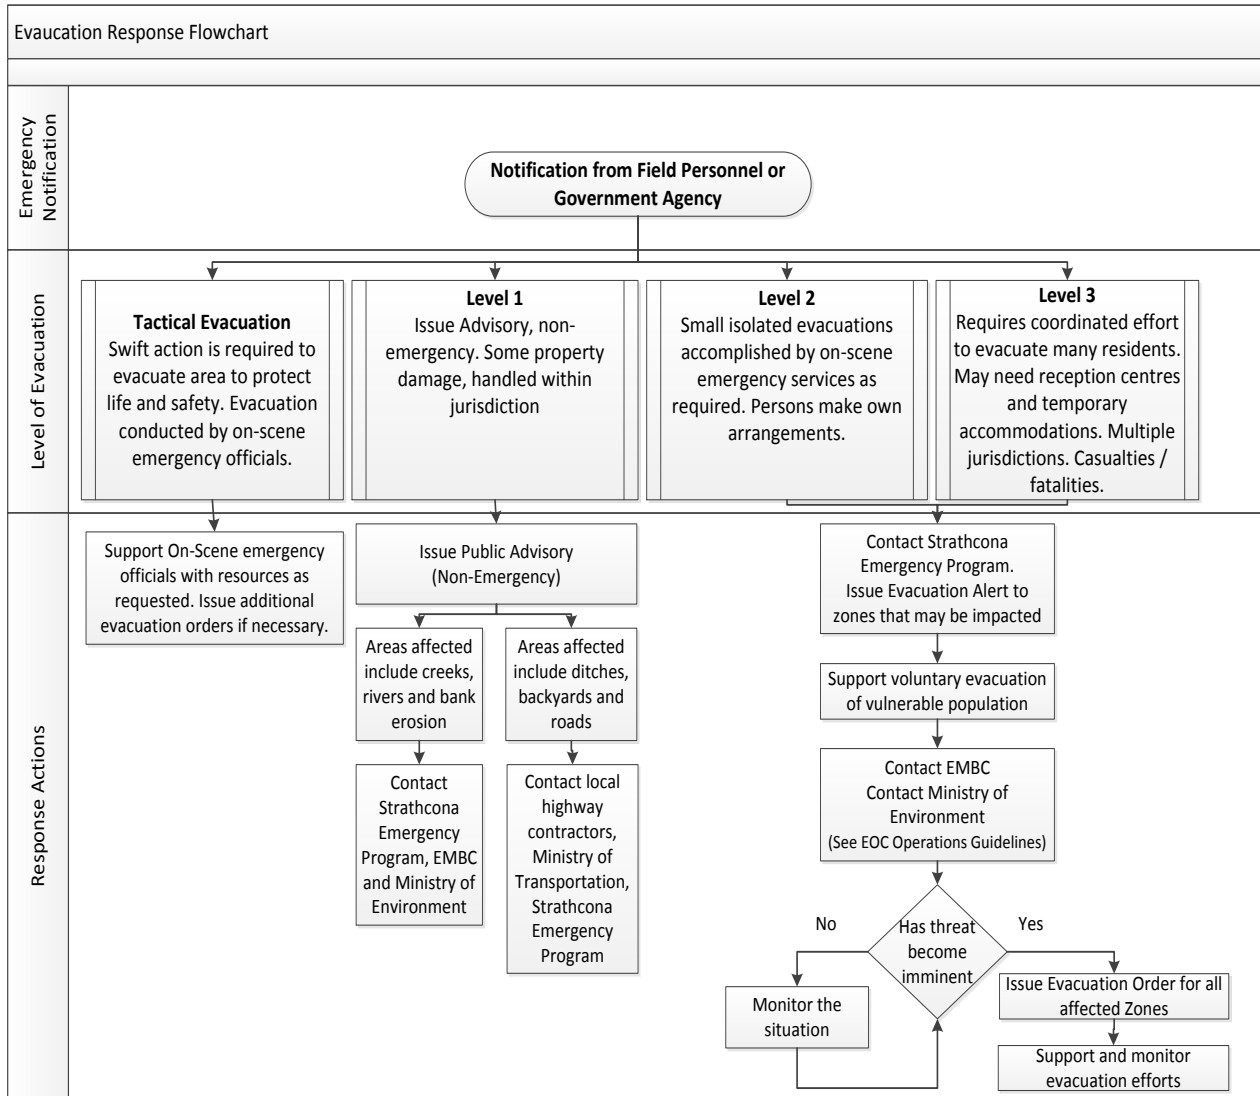 Evaucation Response Flowchart
Emergency
Notification
Notification from Field Personnel or
Government Agency
Level of Evacuation
Tactical Evacuation
Swift action is required to
evacuate area to protect
life and safety. Evacuation
conducted by on-scene
emergency officials.
Level 1
Issue Advisory, non-
emergency. Some property
damage, handled within
jurisdiction
Level 2
Small isolated evacuations
accomplished by on-scene
emergency services as
required. Persons make own
arrangements.
Level 3
Requires coordinated effort
to evacuate many residents.
May need reception centres
and temporary
accommodations. Multiple
jurisdictions. Casualties /
fatalities.
Response Actions
Support On-Scene emergency
officials with resources as
requested. Issue additional
evacuation orders if necessary.
Issue Public Advisory
(Non-Emergency)
Areas affected
include creeks,
rivers and bank
erosion
Areas affected
include ditches,
backyards and
roads
Contact
Strathcona
Emergency
Program, EMBC
and Ministry of
Environment
Contact local
highway
contractors,
Ministry of
Transportation,
Strathcona
Emergency
Program
Contact Strathcona
Emergency Program.
Issue Evacuation Alert to
zones that may be impacted
Support voluntary evacuation
of vulnerable population
Contact EMBC
Contact Ministry of
Environment
(See EOC Operations Guidelines)
Has threat
become
imminent
No
Yes
Monitor the
situation
Issue Evacuation Order for all
affected Zones
Support and monitor
evacuation efforts